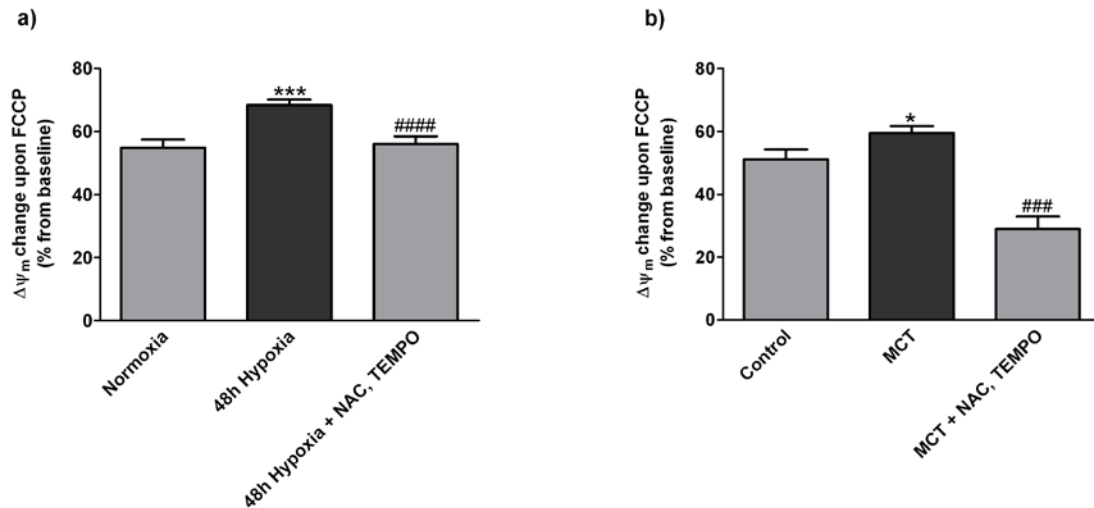 a)
ΔΨm change upon FCCP
(% from baseline)
80
60
40
20
0
***
####
Normoxia
48h Hypoxia
48h Hypoxia + NAC, TEMPO
b)
ΔΨm change upon FCCP
(% from baseline)
80
60
40
20
0
*
###
Control
MCT
MCT + NAC, TEMPO